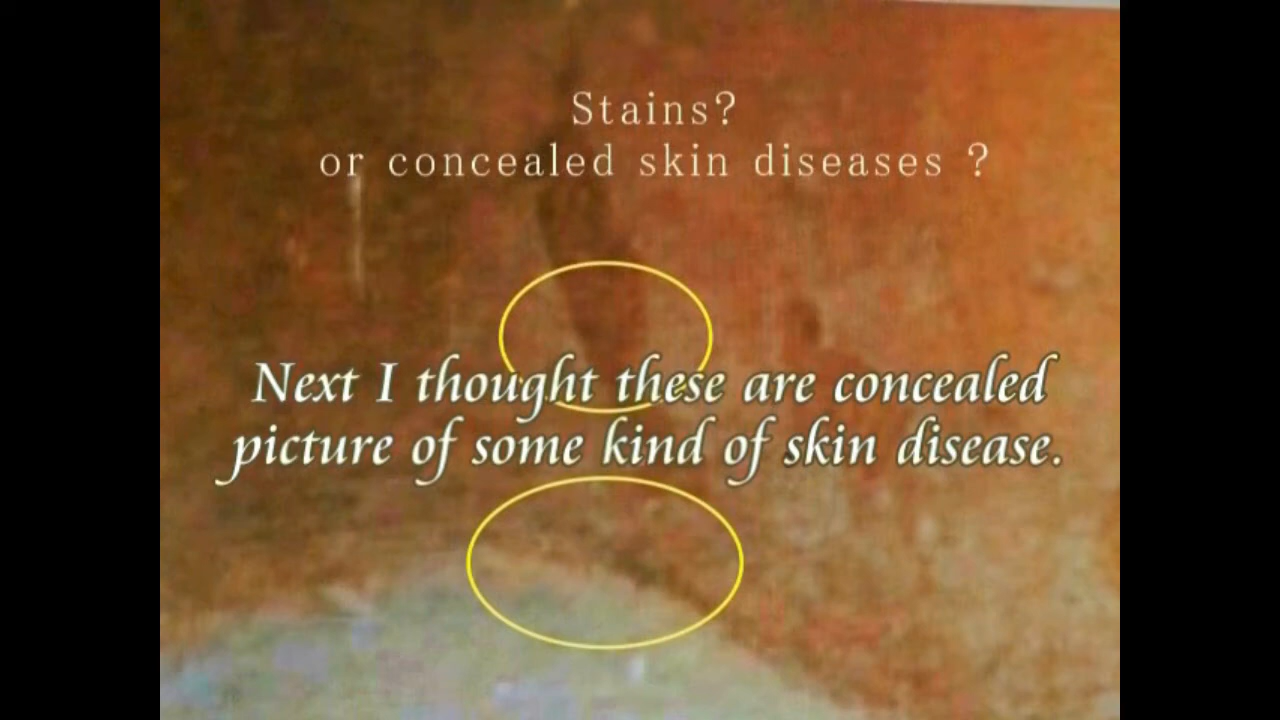 Stains?
or concealed skin diseases ?
Next I thought these are concealed
picture of some kind of skin disease.